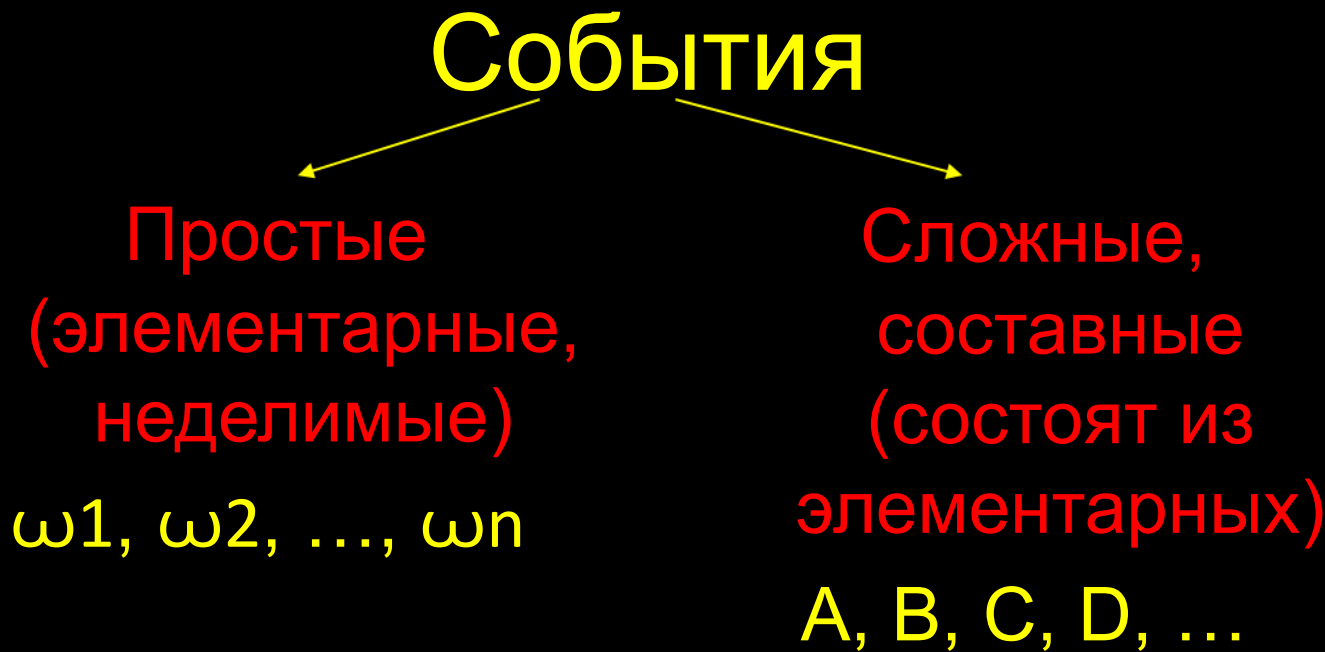 События
Простые
(элементарные,
неделимые)
ω1, ω2, …, ωn
Сложные,
составные
(состоят из
элементарных)
A, B, C, D, …